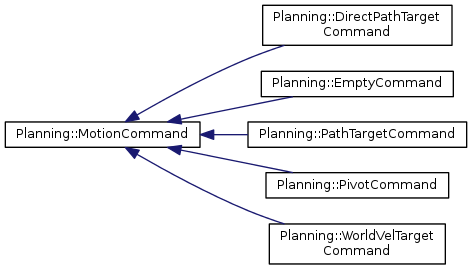 Planning::DirectPathTarget
Command
Planning::EmptyCommand
Planning::MotionCommand
Planning::PathTargetCommand
Planning::PivotCommand
Planning::WorldVelTarget
Command